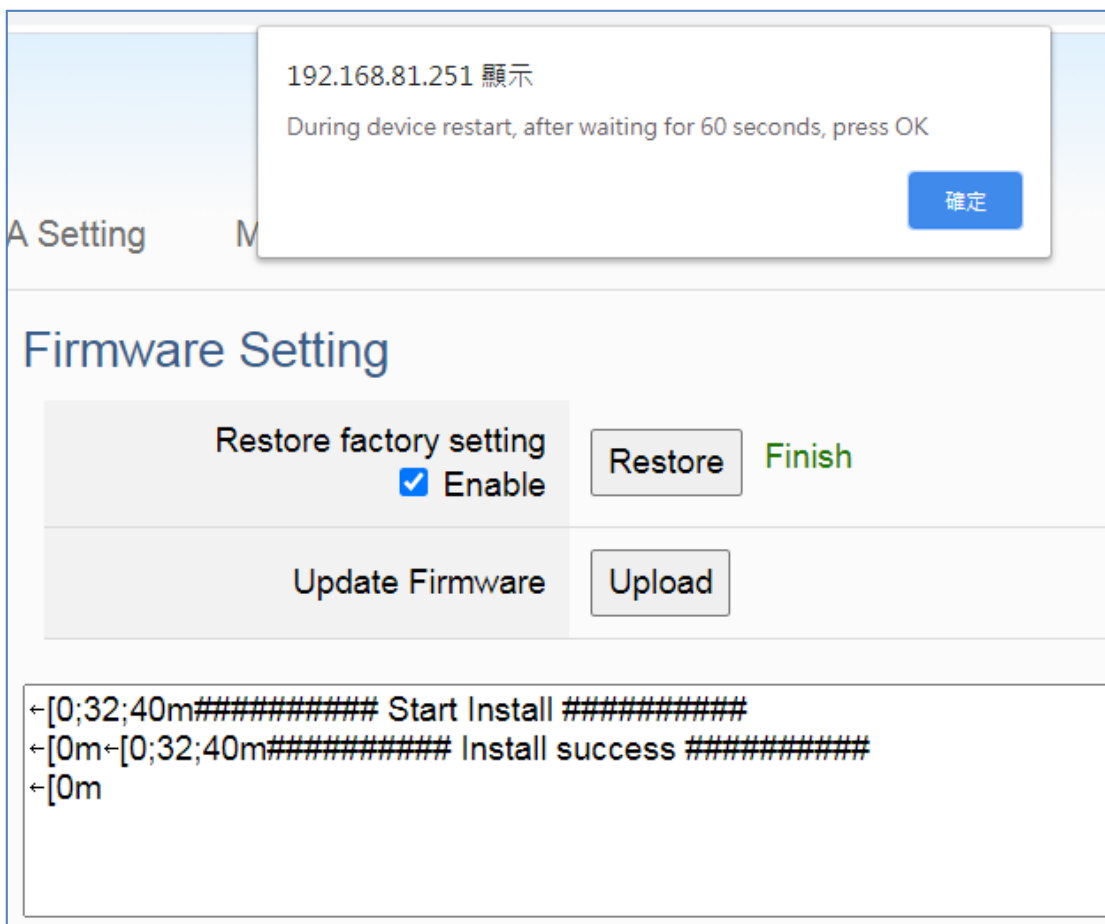 192.168.81.251 顯示
During device restart, after waiting for 60 seconds, press OK
確定
A Setting M
Firmware Setting
Restore factory setting
Enable
Restore Finish
Update Firmware Upload
←[0;32;40m########## Start Install ##########
←[0m←[0;32;40m########## Install success ##########
←[0m